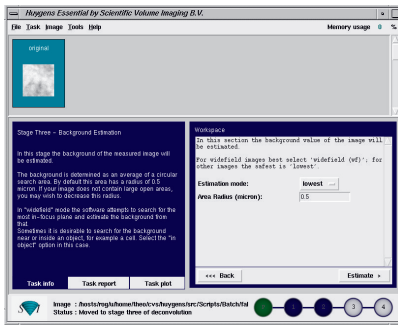 Huygens Essential by Scientific Volume Imaging B.V.
File Task Image Tools Help
Memory usage 0 %
original
Stage Three - Background Estimation
In this stage the background of the measured image will
be estimated.
The background is determined as an average of a circular
search area. By default this area has a radius of 0.5
micron. If your image does not contain large open areas,
you may wish to decrease this radius.
In "widefield" mode the software attempts to search for the
most in-focus plane and estimate the background from
that.
Sometimes it is desirable to search for the background
near or inside an object, for example a cell. Select the "in
object" option in this case.
Task info
Task report
Task plot
Workspace
In this section the background value of the image will
be estimated.
For widefield images best select 'widefield (wf)'; for
other images the safest is 'lowest'.
Estimation mode: lowest
Area Radius (micron): 0.5
<<< Back
Estimate >
Image : /hosts/rog/u/home/theo/cvs/huygens/src/Scripts/Batch/fal
Status : Moved to stage three of deconvolution
3
4